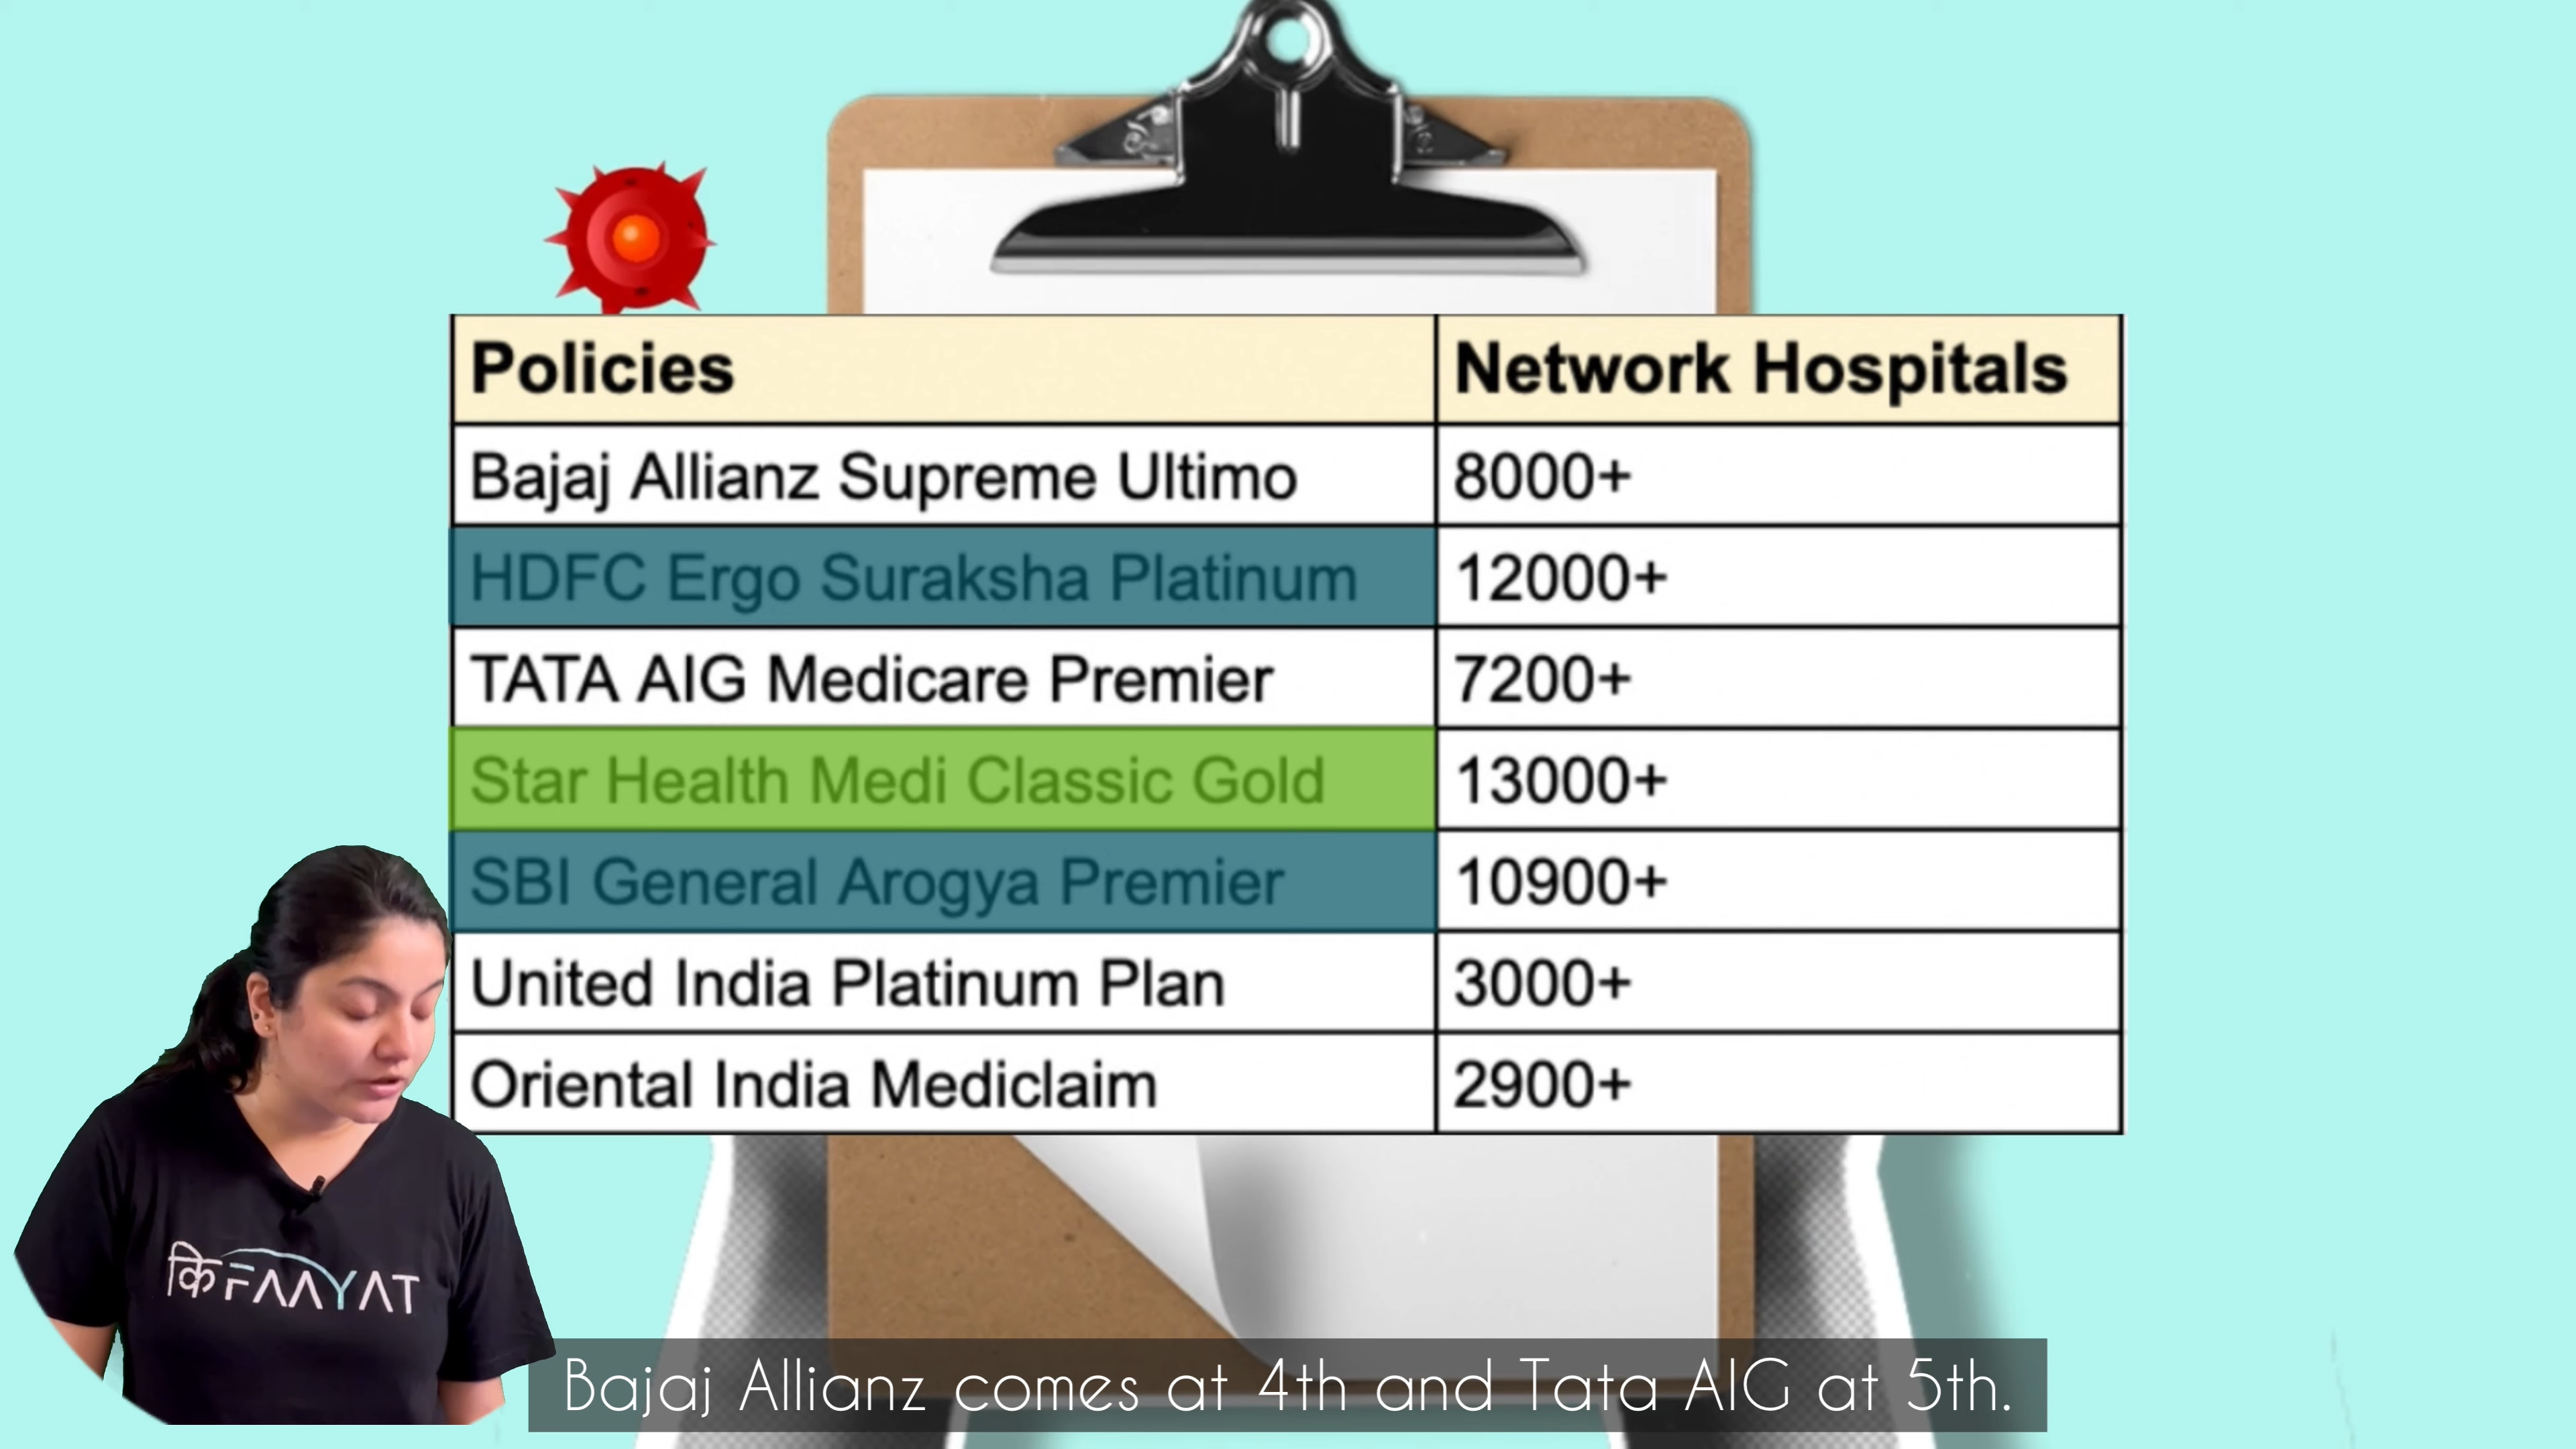 Policies Network Hospitals
Bajaj Allianz Supreme Ultimo 8000+
HDFC Ergo Suraksha Platinum 12000+
TATA AIG Medicare Premier 7200+
Star Health Medi Classic Gold 13000+
SBI General Arogya Premier 10900+
United India Platinum Plan 3000+
Oriental India Mediclaim 2900+
किFAAYAT
Bajaj Allianz comes at 4th and Tata AIG at 5th.